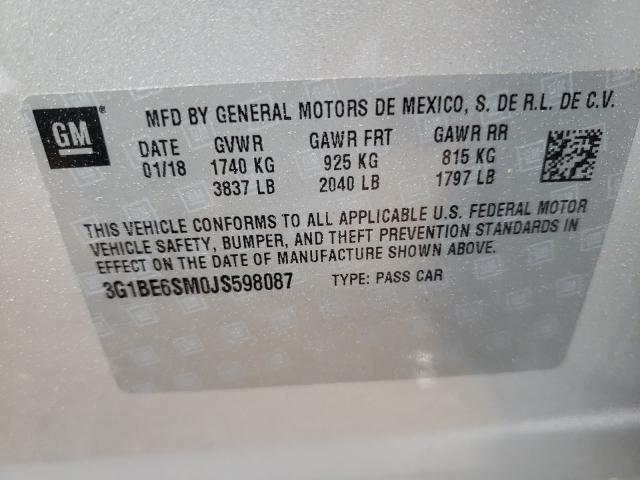 GM
MFD BY GENERAL MOTORS DE MEXICO, S. DE R.L. DE C.V.
DATE GVWR GAWR FRT GAWR RR
01/18 1740 KG 925 KG 815 KG
3837 LB 2040 LB 1797 LB
THIS VEHICLE CONFORMS TO ALL APPLICABLE U.S. FEDERAL MOTOR
VEHICLE SAFETY, BUMPER, AND THEFT PREVENTION STANDARDS IN
EFFECT ON THE DATE OF MANUFACTURE SHOWN ABOVE.
3G1BE6SM0JS598087 TYPE: PASS CAR